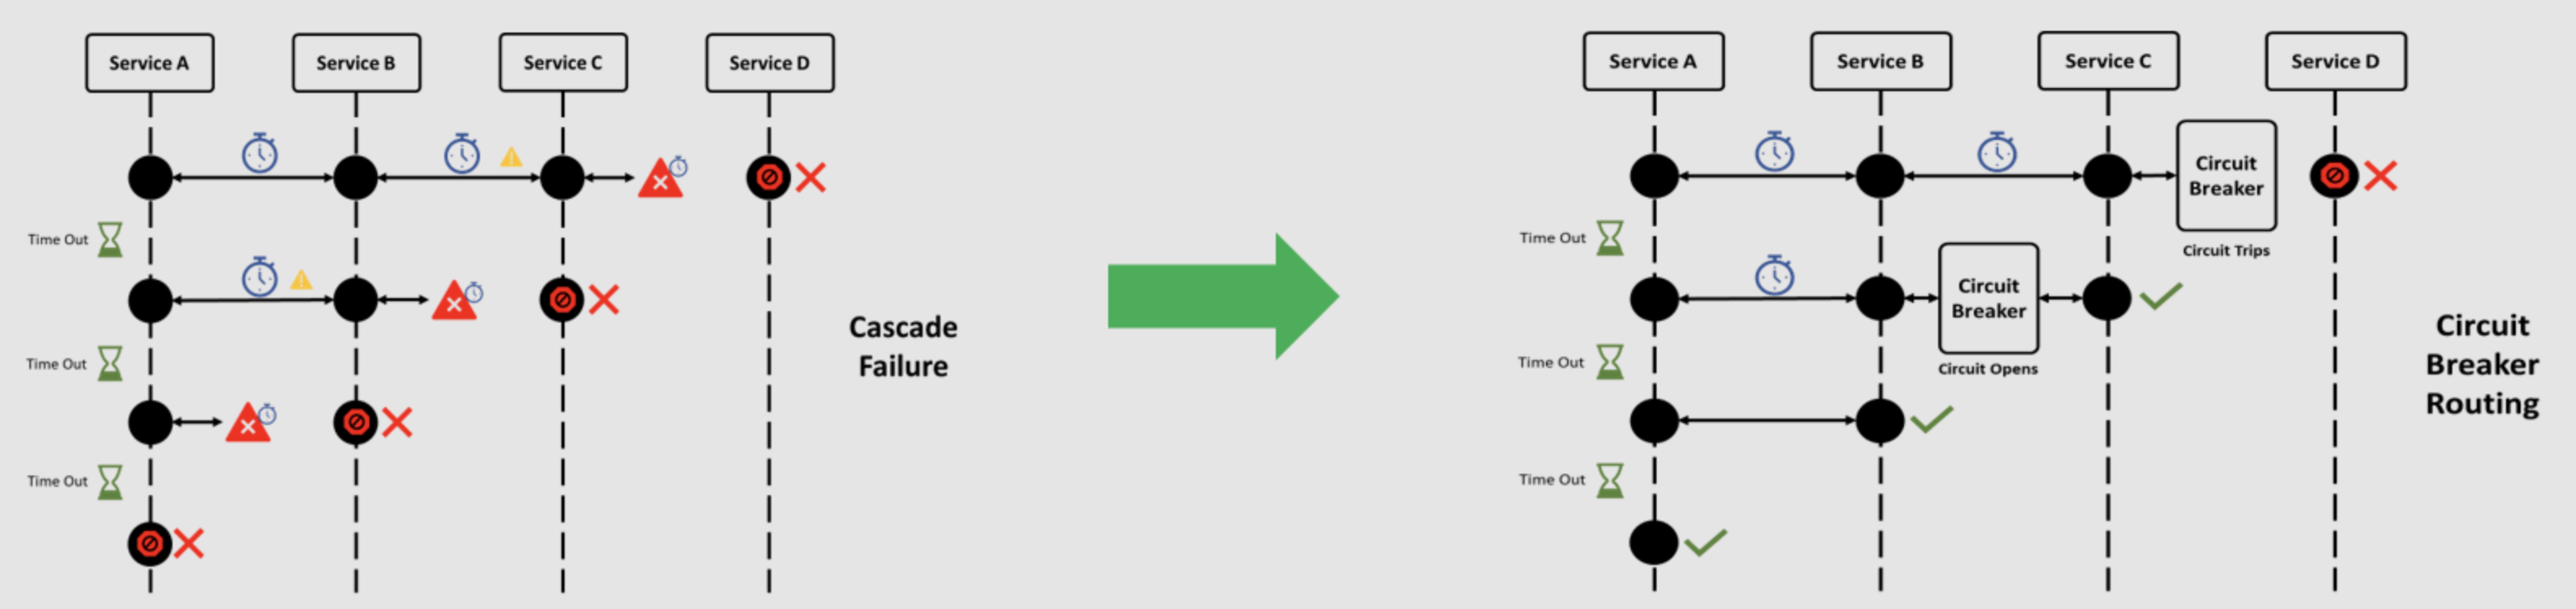 Service A
Service B
Service C
Service D
Time Out
Time Out
Time Out
Cascade
Failure
Service A
Service B
Service C
Service D
Circuit
Breaker
Circuit Trips
Time Out
Circuit
Breaker
Circuit Opens
Time Out
Time Out
Circuit
Breaker
Routing